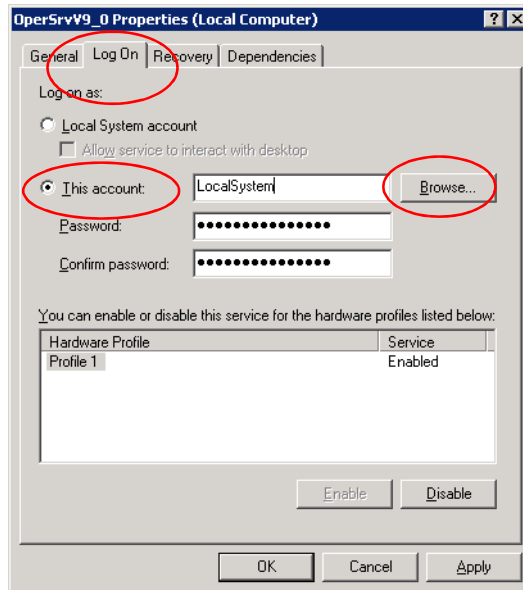 OperSrvV9_0 Properties (Local Computer)
General Log On Recovery Dependencies
Log on as:
Local System account
Allow service to interact with desktop
This account: LocalSystem Browse...
Password: ●●●●●●●●●●●●●●●
Confirm password: ●●●●●●●●●●●●●●●
You can enable or disable this service for the hardware profiles listed below:
Hardware Profile Service
Profile 1 Enabled
Enable Disable
OK Cancel Apply